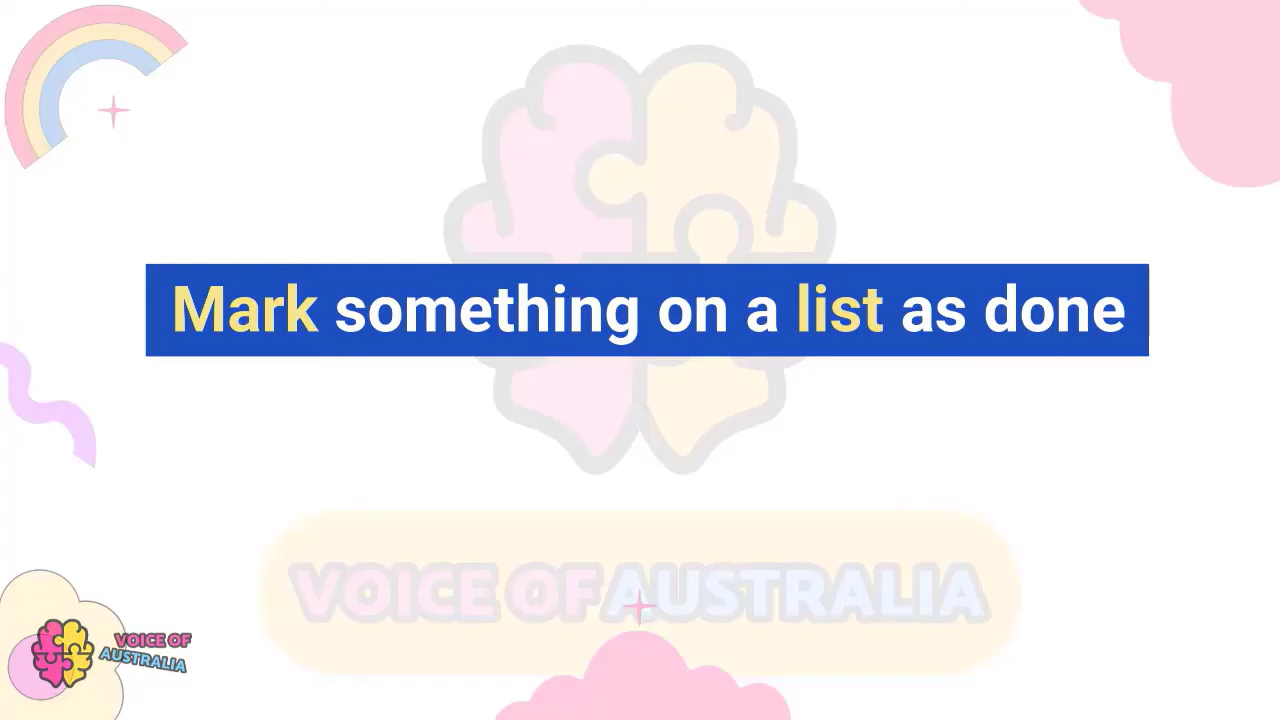 Mark something on a list as done
VOICE OF AUSTRALIA
VOICE OF
AUSTRALIA